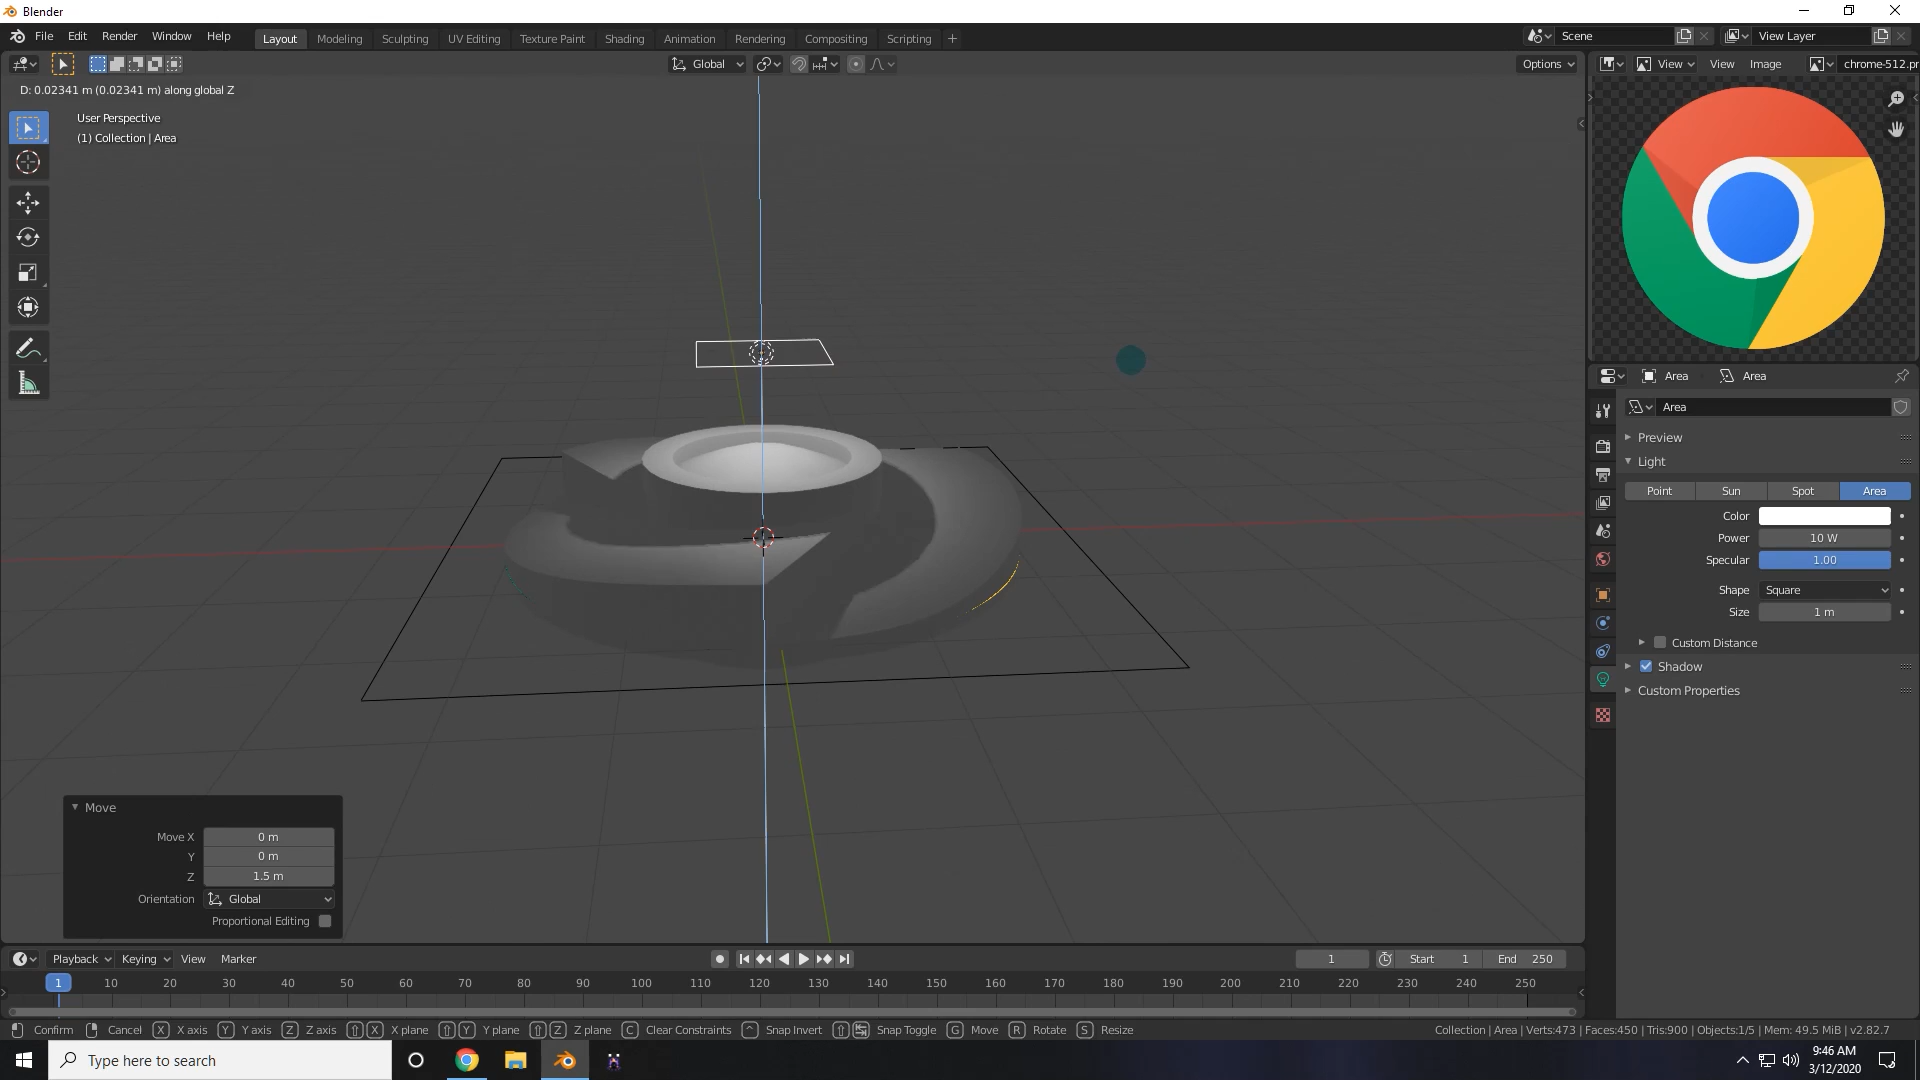 Blender
File Edit Render Window Help
Layout Modeling Sculpting UV Editing Texture Paint Shading Animation Rendering Compositing Scripting +
Scene
View Layer
Global
Options
View View Image chrome-512.pr
D: 0.02341 m (0.02341 m) along global Z
User Perspective
(1) Collection | Area
Area Area
Area
Preview
Light
Point Sun Spot Area
Color
Power 10 W
Specular 1.00
Shape Square
Size 1 m
Custom Distance
Shadow
Custom Properties
Move
Move X 0 m
Y 0 m
Z 1.5 m
Orientation Global
Proportional Editing
Playback Keying View Marker
1 Start 1 End 250
1 10 20 30 40 50 60 70 80 90 100 110 120 130 140 150 160 170 180 190 200 210 220 230 240 250
Confirm Cancel X X axis Y Y axis Z Z axis X X plane Y Y plane Z Z plane C Clear Constraints ^ Snap Invert Snap Toggle G Move R Rotate S Resize
Collection | Area | Verts:473 | Faces:450 | Tris:900 | Objects:1/5 | Mem: 49.5 MiB | v2.82.7
Type here to search
9:46 AM
3/12/2020